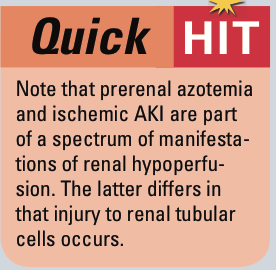 Quick HIT
Note that prerenal azotemia
and ischemic AKI are part
of a spectrum of manifesta-
tions of renal hypoperfu-
sion. The latter differs in
that injury to renal tubular
cells occurs.